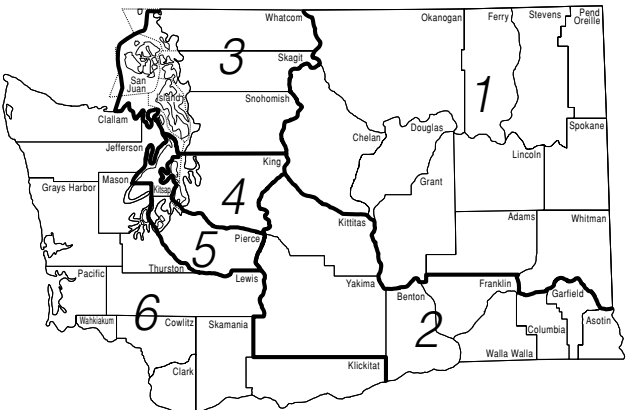 Whatcom
Okanogan
Ferry
Stevens
Pend
Oreille
3
Skagit
San
Juan
Island
1
Snohomish
Clallam
Spokane
Chelan
Douglas
Jefferson
King
Lincoln
Mason
Grays Harbor
Kitsap
Grant
4
Kittitas
Adams
Whitman
5
Pierce
Thurston
Pacific
Lewis
Yakima
Franklin
Benton
Garfield
6
Wahkiakum
Cowlitz
Skamania
2
Columbia
Asotin
Walla Walla
Clark
Klickitat